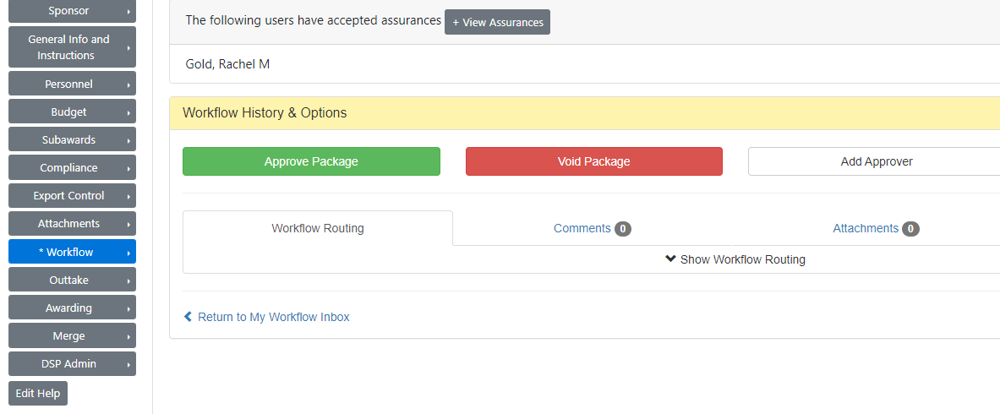 Sponsor
General Info and
Instructions
Personnel
Budget
Subawards
Compliance
Export Control
Attachments
* Workflow
Outtake
Awarding
Merge
DSP Admin
Edit Help
The following users have accepted assurances + View Assurances
Gold, Rachel M
Workflow History & Options
Approve Package Void Package Add Approver
Workflow Routing Comments 0 Attachments 0
Show Workflow Routing
Return to My Workflow Inbox